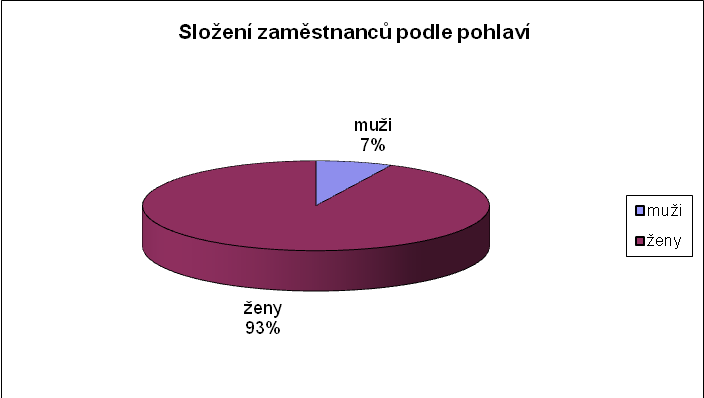 Složení zaměstnanců podle pohlaví
muži
7%
muži
ženy
ženy
93%